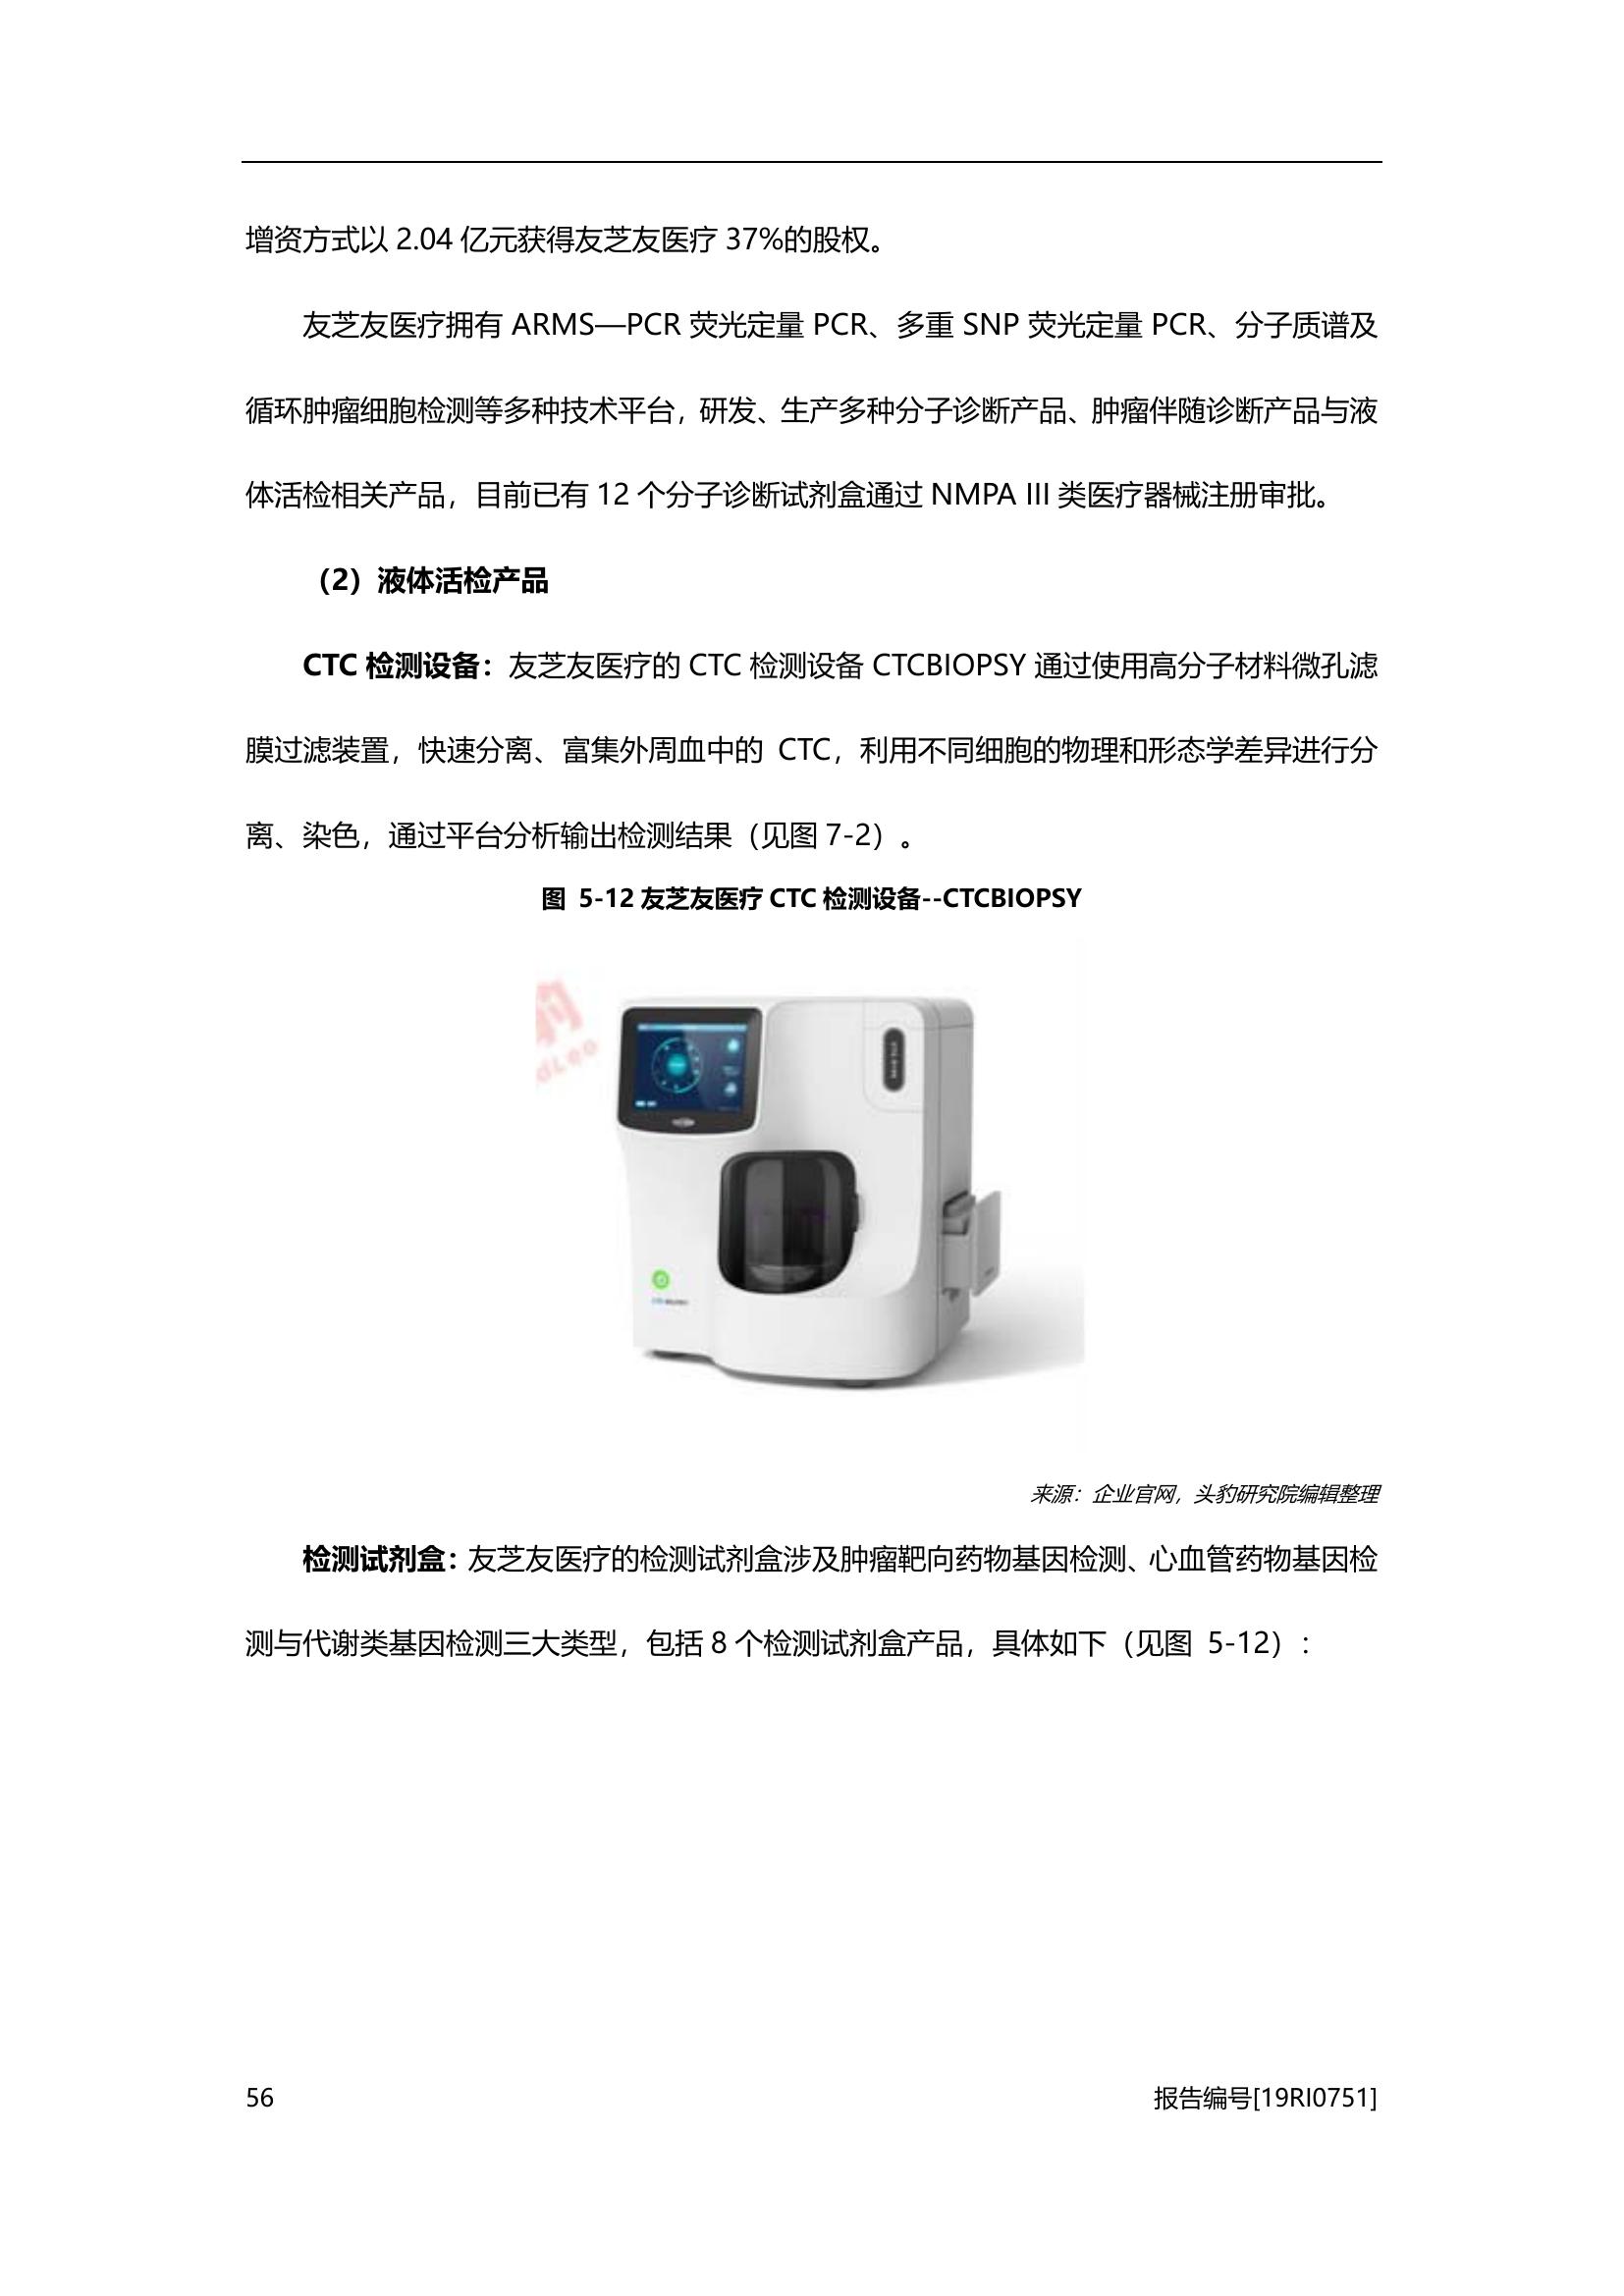 增资方式以 2.04 亿元获得友芝友医疗 37%的股权。
友芝友医疗拥有 ARMS—PCR 荧光定量 PCR、多重 SNP 荧光定量 PCR、分子质谱及
循环肿瘤细胞检测等多种技术平台，研发、生产多种分子诊断产品、肿瘤伴随诊断产品与液
体活检相关产品，目前已有 12 个分子诊断试剂盒通过 NMPA III 类医疗器械注册审批。
（2）液体活检产品
CTC 检测设备：友芝友医疗的 CTC 检测设备 CTCBIOPSY 通过使用高分子材料微孔滤
膜过滤装置，快速分离、富集外周血中的 CTC，利用不同细胞的物理和形态学差异进行分
离、染色，通过平台分析输出检测结果（见图 7-2）。
图 5-12 友芝友医疗 CTC 检测设备--CTCBIOPSY
来源：企业官网，头豹研究院编辑整理
检测试剂盒：友芝友医疗的检测试剂盒涉及肿瘤靶向药物基因检测、心血管药物基因检
测与代谢类基因检测三大类型，包括 8 个检测试剂盒产品，具体如下（见图 5-12）：
56
报告编号[19RI0751]